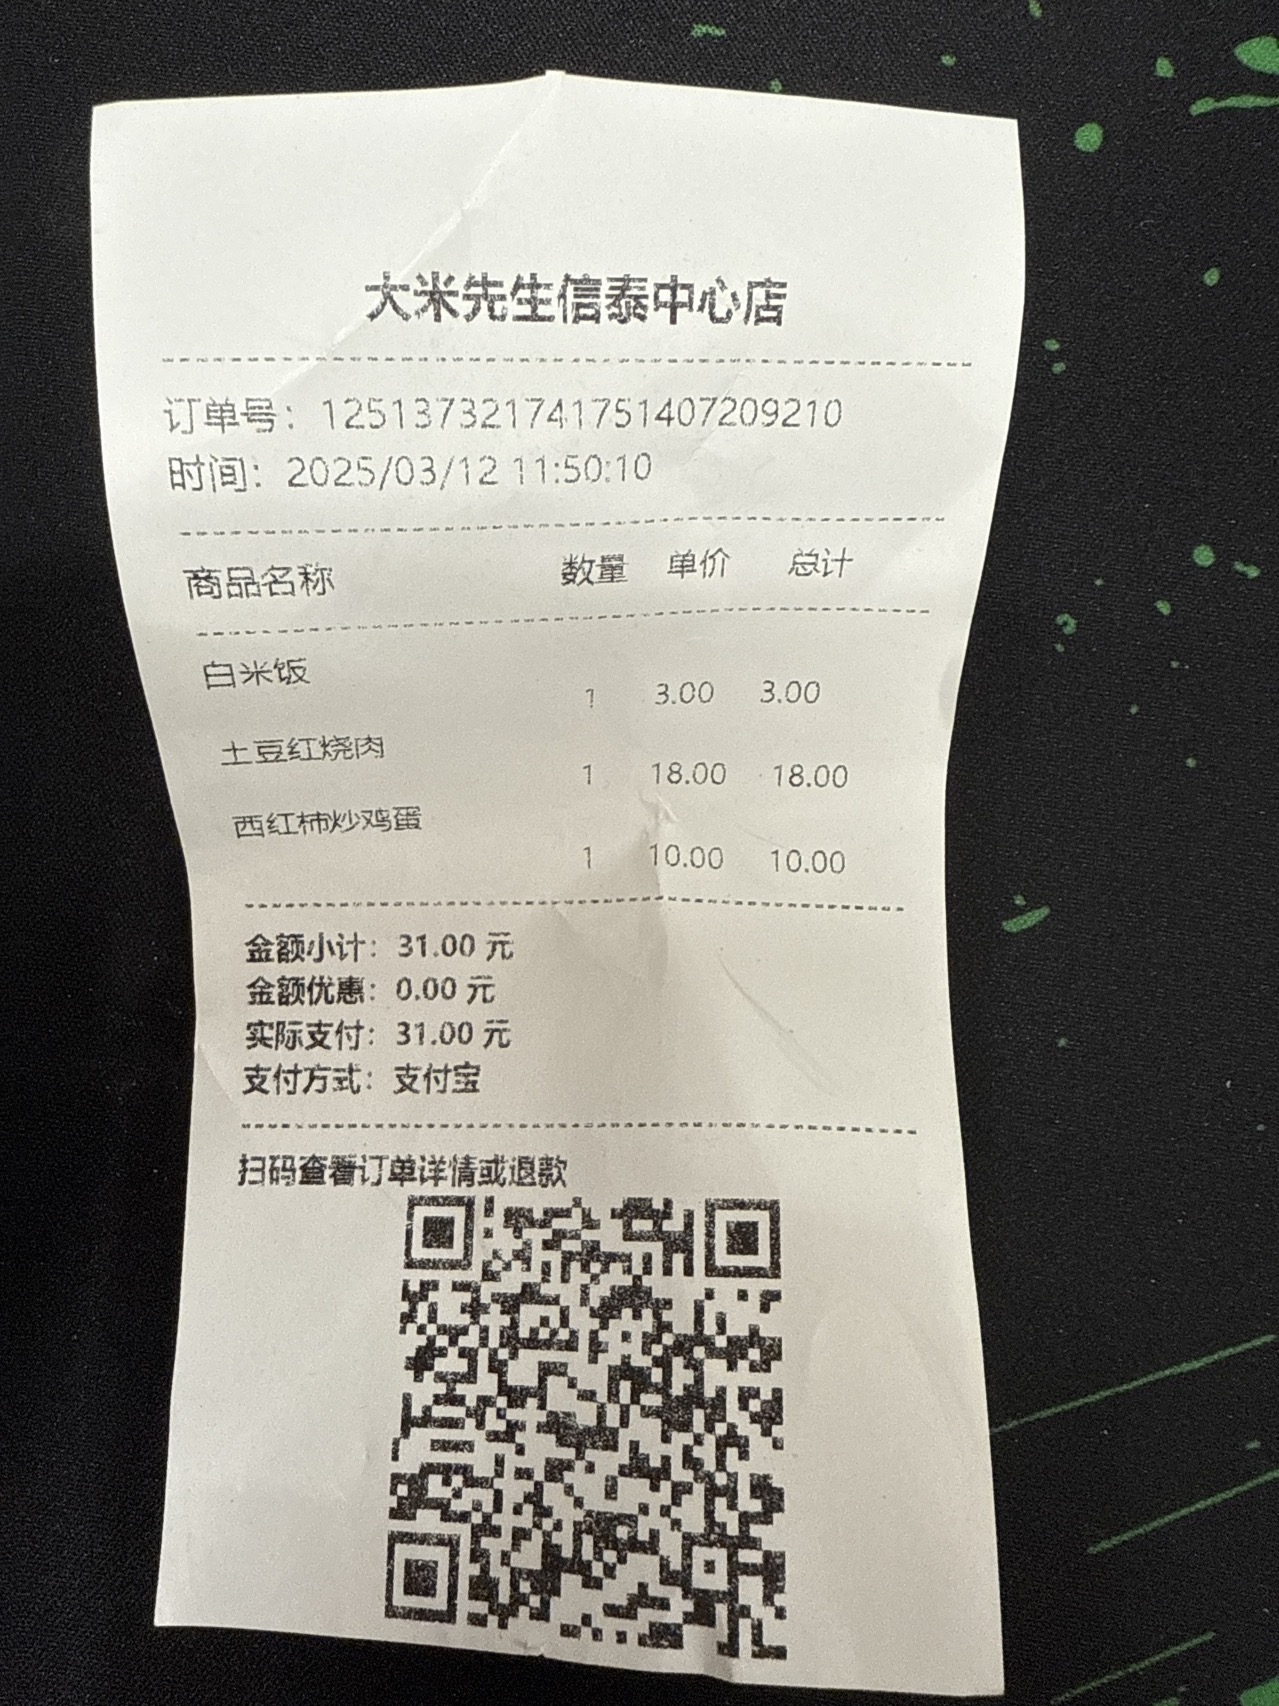 大米先生信泰中心店
订单号：1251373217417514072​09210
时间：2025/03/12 11:50:10
商品名称 数量 单价 总计
白米饭 1 3.00 3.00
土豆红烧肉 1 18.00 18.00
西红柿炒鸡蛋 1 10.00 10.00
金额小计：31.00 元
金额优惠：0.00 元
实际支付：31.00 元
支付方式：支付宝
扫码查看订单详情或退款